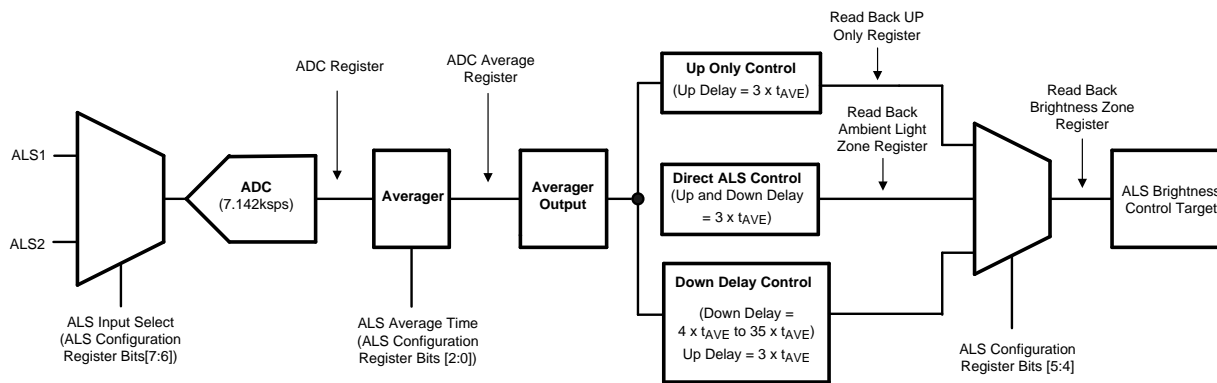 Read Back UP
Only Register
ADC Register
ADC Average
Register
Up Only Control
(Up Delay = 3 x tAVE)
Read Back
Ambient Light
Zone Register
Read Back
Brightness Zone
Register
ALS1
ALS2
ADC
(7.142ksps)
Averager
Averager
Output
Direct ALS Control
(Up and Down Delay
= 3 x tAVE)
ALS Brightness
Control Target
Down Delay Control
(Down Delay =
4 x tAVE to 35 x tAVE)
Up Delay = 3 x tAVE
ALS Input Select
(ALS Configuration
Register Bits[7:6])
ALS Average Time
(ALS Configuration
Register Bits [2:0])
ALS Configuration
Register Bits [5:4]